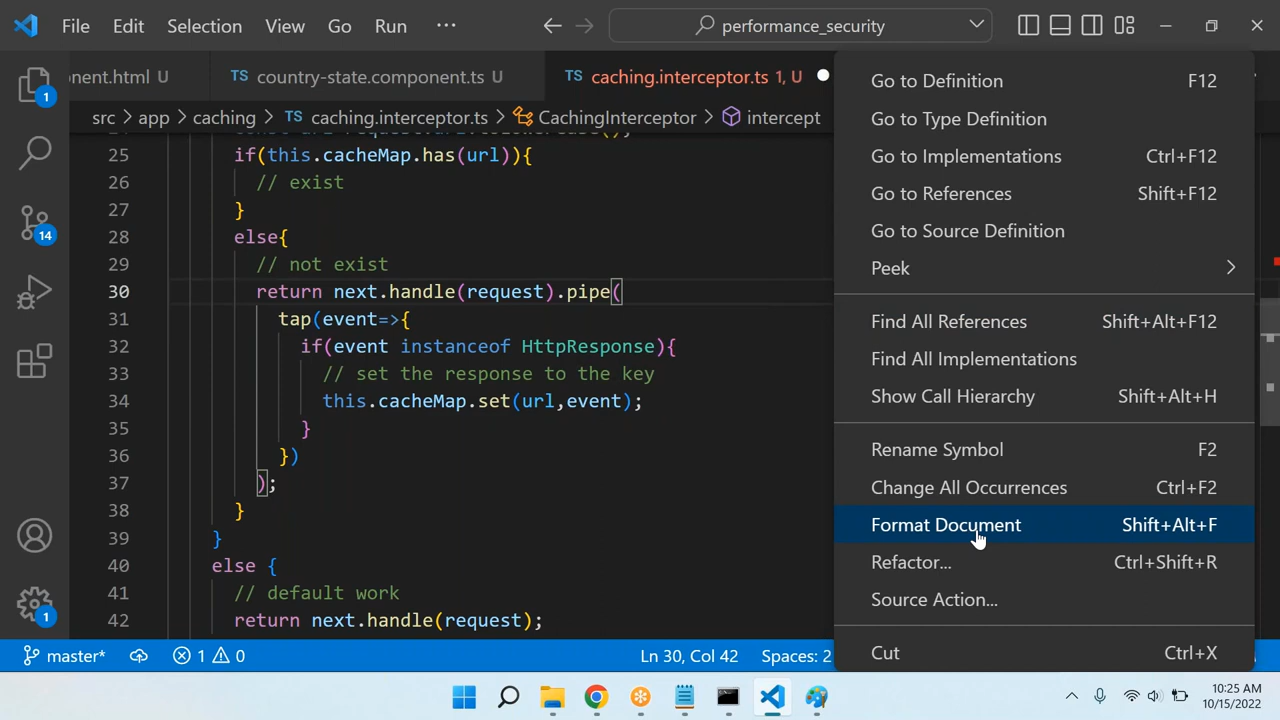 File Edit Selection View Go Run ··· performance_security
1
nent.html U TS country-state.component.ts U TS caching.interceptor.ts 1, U
src > app > caching > TS caching.interceptor.ts > CachingInterceptor > intercept
25 if(this.cacheMap.has(url)){
26 // exist
27 }
28 else{
29 // not exist
30 return next.handle(request).pipe(
31 tap(event=>{
32 if(event instanceof HttpResponse){
33 // set the response to the key
34 this.cacheMap.set(url,event);
35 }
36 })
37 );
38 }
39 }
40 else {
41 // default work
42 return next.handle(request);
14
1
Go to Definition F12
Go to Type Definition
Go to Implementations Ctrl+F12
Go to References Shift+F12
Go to Source Definition
Peek
Find All References Shift+Alt+F12
Find All Implementations
Show Call Hierarchy Shift+Alt+H
Rename Symbol F2
Change All Occurrences Ctrl+F2
Format Document Shift+Alt+F
Refactor... Ctrl+Shift+R
Source Action...
Cut Ctrl+X
master* 1 0 Ln 30, Col 42 Spaces: 2
10:25 AM
10/15/2022